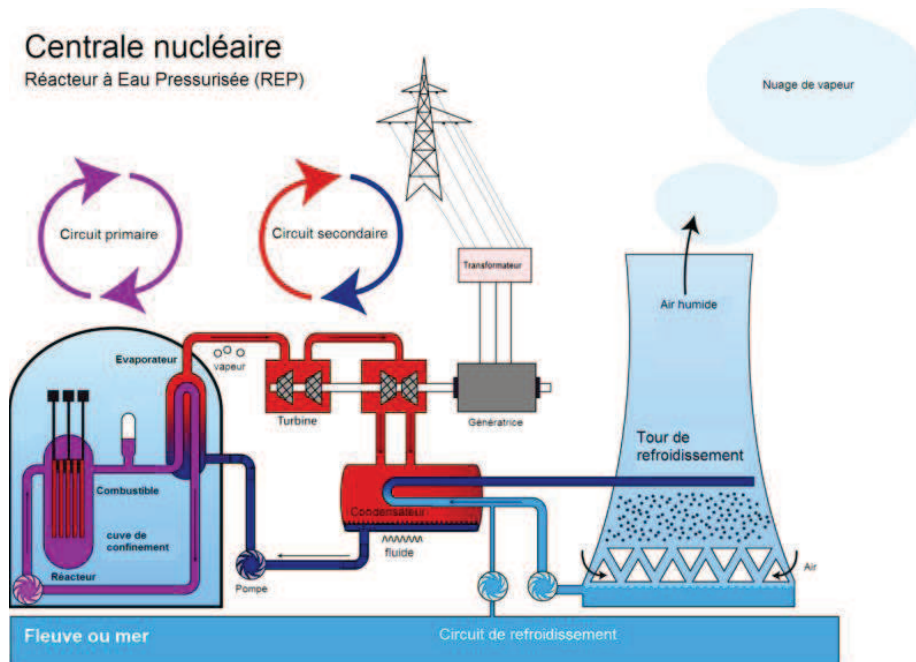 Centrale nucléaire
Réacteur à Eau Pressurisée (REP)
Nuage de vapeur
Circuit primaire
Circuit secondaire
Transformateur
Air humide
Evaporateur
vapeur
Turbine
Génératrice
Tour de
refroidissement
Combustible
Condensateur
cuve de
confinement
fluide
Réacteur
Pompe
Air
Fleuve ou mer
Circuit de refroidissement